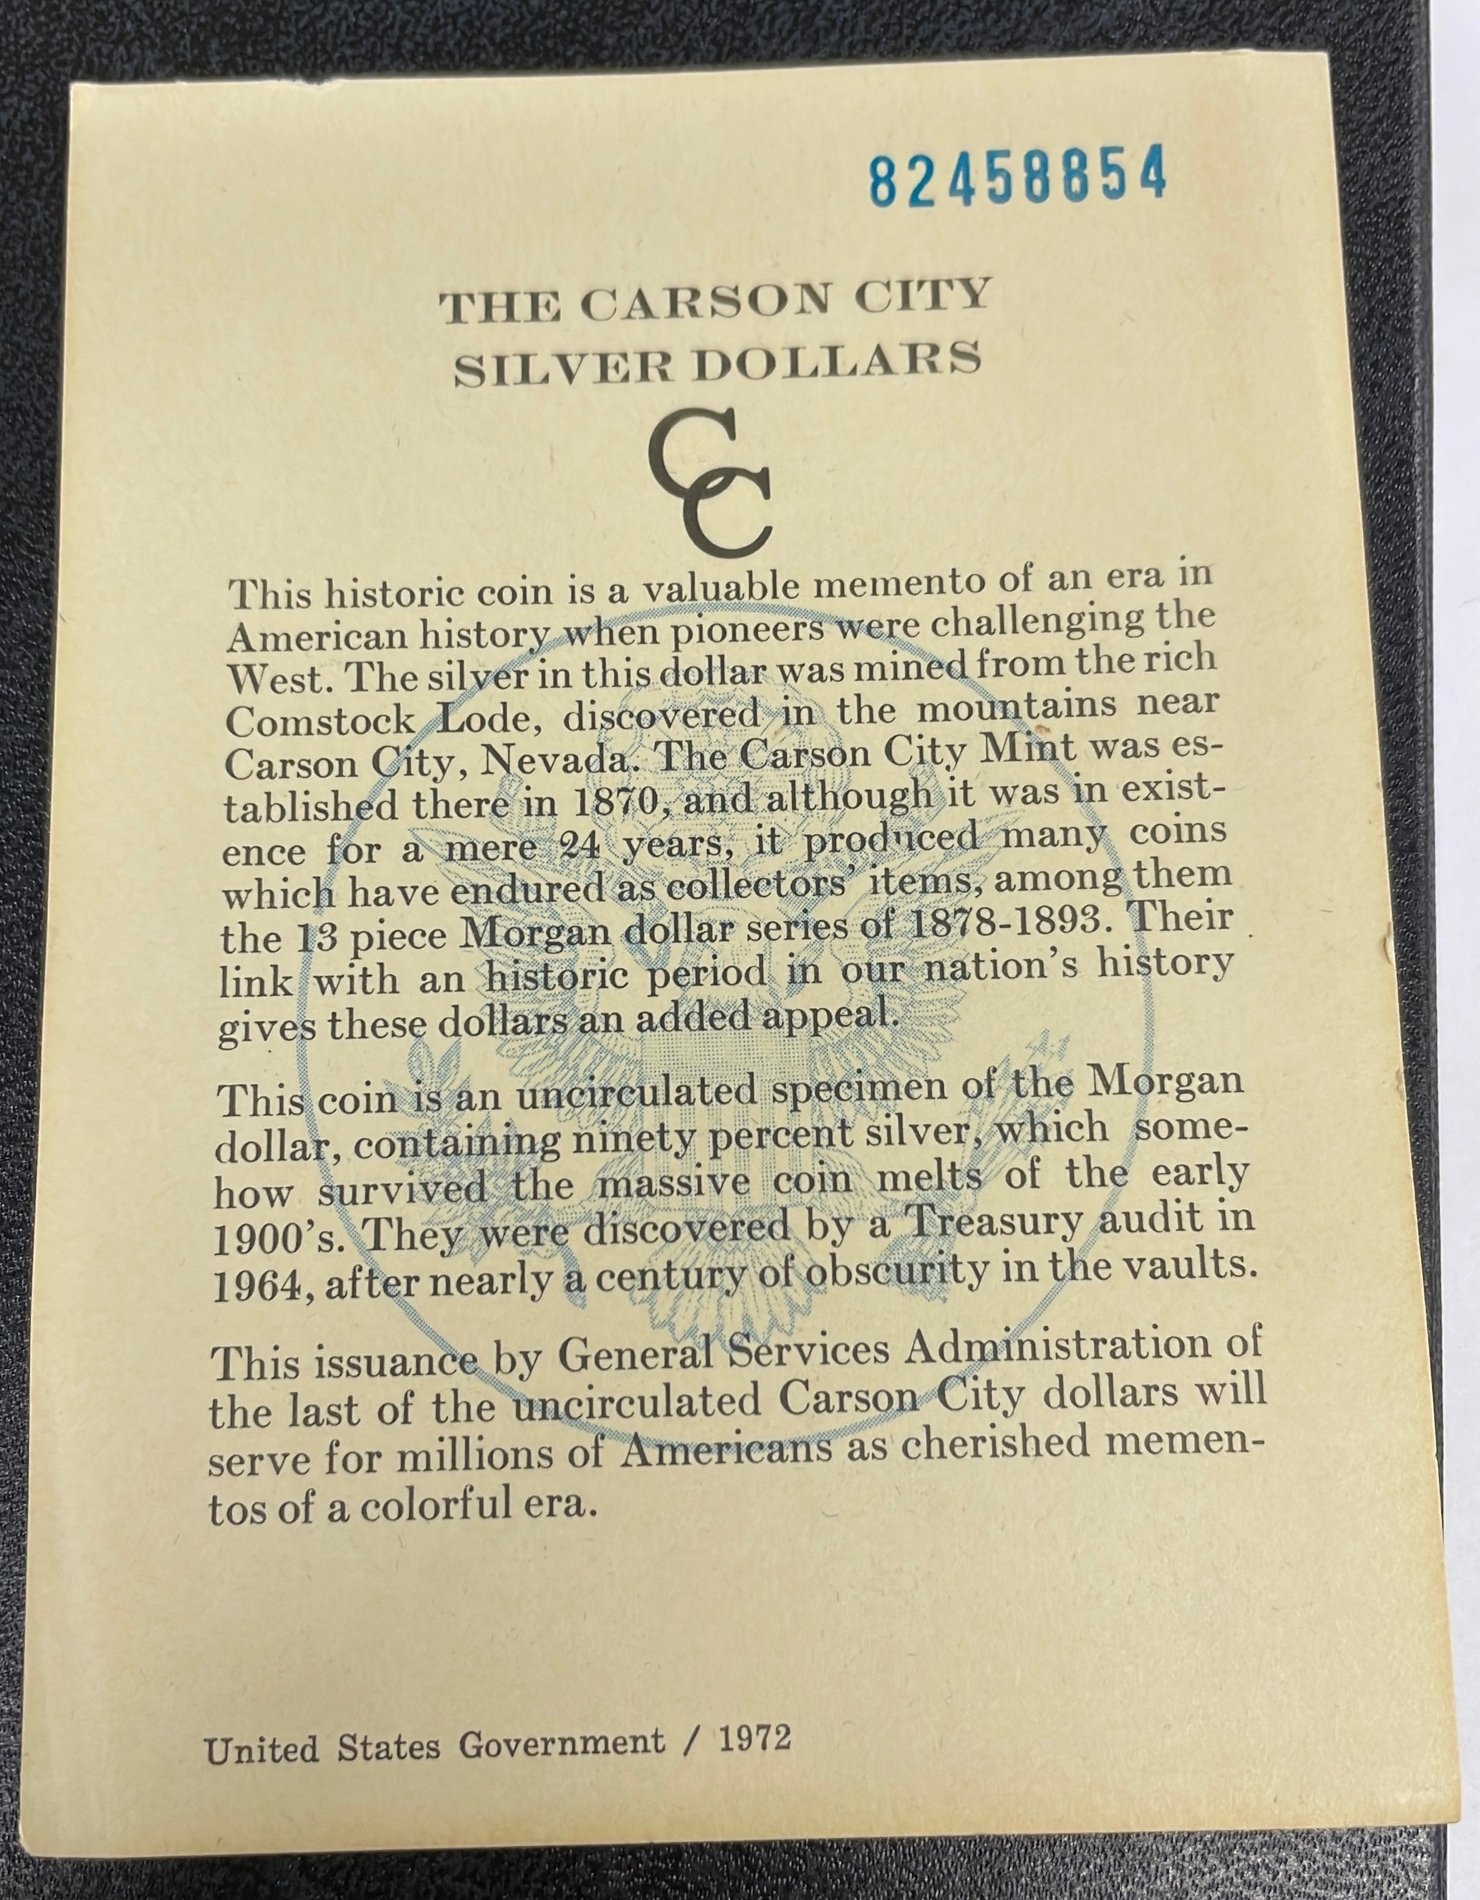 82458854
THE CARSON CITY
SILVER DOLLARS
CC
This historic coin is a valuable memento of an era in
American history when pioneers were challenging the
West. The silver in this dollar was mined from the rich
Comstock Lode, discovered in the mountains near
Carson City, Nevada. The Carson City Mint was es-
tablished there in 1870, and although it was in exist-
ence for a mere 24 years, it produced many coins
which have endured as collectors' items, among them
the 13 piece Morgan dollar series of 1878-1893. Their
link with an historic period in our nation's history
gives these dollars an added appeal.
This coin is an uncirculated specimen of the Morgan
dollar, containing ninety percent silver, which some-
how survived the massive coin melts of the early
1900's. They were discovered by a Treasury audit in
1964, after nearly a century of obscurity in the vaults.
This issuance by General Services Administration of
the last of the uncirculated Carson City dollars will
serve for millions of Americans as cherished memen-
tos of a colorful era.
United States Government / 1972